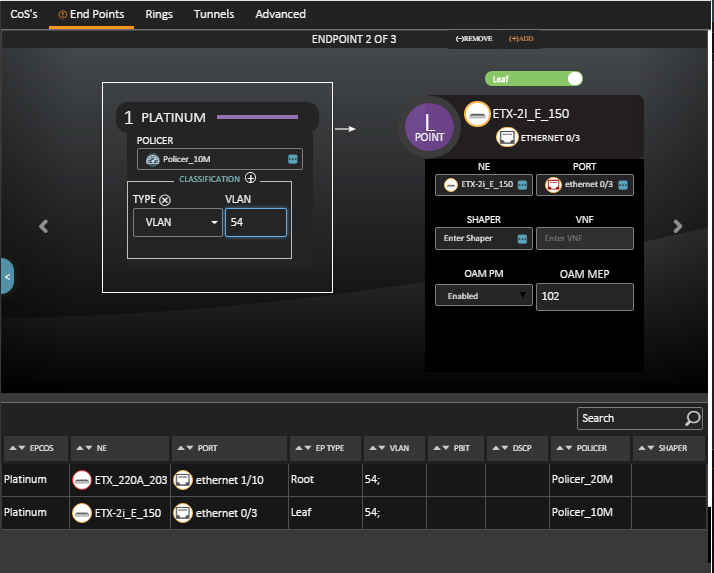 CoS's End Points Rings Tunnels Advanced
ENDPOINT 2 OF 3 (-)REMOVE (+)ADD
Leaf
1 PLATINUM
L
POINT
ETX-2I_E_150
ETHERNET 0/3
POLICER
Policer_10M
CLASSIFICATION
TYPE VLAN
VLAN 54
NE PORT
ETX-2i_E_150 ethernet 0/3
SHAPER VNF
Enter Shaper Enter VNF
OAM PM OAM MEP
Enabled 102
<
Search
EPCOS NE PORT EP TYPE VLAN PBIT DSCP POLICER SHAPER
Platinum ETX_220A_203 ethernet 1/10 Root 54; Policer_20M
Platinum ETX-2i_E_150 ethernet 0/3 Leaf 54; Policer_10M